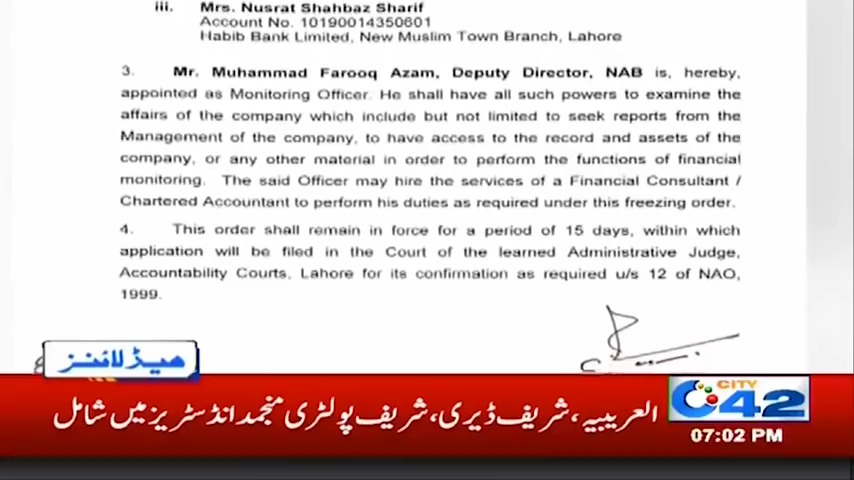 iii. Mrs. Nusrat Shahbaz Sharif
Account No. 10190014350601
Habib Bank Limited, New Muslim Town Branch, Lahore
3. Mr. Muhammad Farooq Azam, Deputy Director, NAB is, hereby,
appointed as Monitoring Officer. He shall have all such powers to examine the
affairs of the company which include but not limited to seek reports from the
Management of the company, to have access to the record and assets of the
company, or any other material in order to perform the functions of financial
monitoring. The said Officer may hire the services of a Financial Consultant /
Chartered Accountant to perform his duties as required under this freezing order.
4. This order shall remain in force for a period of 15 days, within which
application will be filed in the Court of the learned Administrative Judge,
Accountability Courts, Lahore for its confirmation as required u/s 12 of NAO,
1999.
ہیڈلائنز
العریبیہ، شریف ڈیری، شریف پولٹری منجمد انڈسٹریز میں شامل
CITY
42
07:02 PM